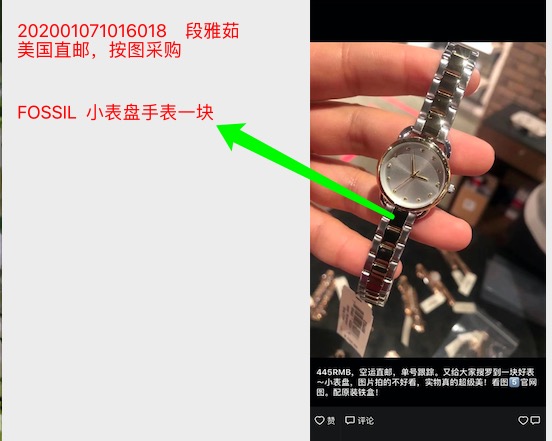 202001071016018 段雅茹
美国直邮，按图采购
FOSSIL 小表盘手表一块
445RMB，空运直邮，单号跟踪。又给大家搜罗到一块好表
～小表盘，图片拍的不好看，实物真的超级美！看图5️⃣官网
图。配原装铁盒！
赞 评论